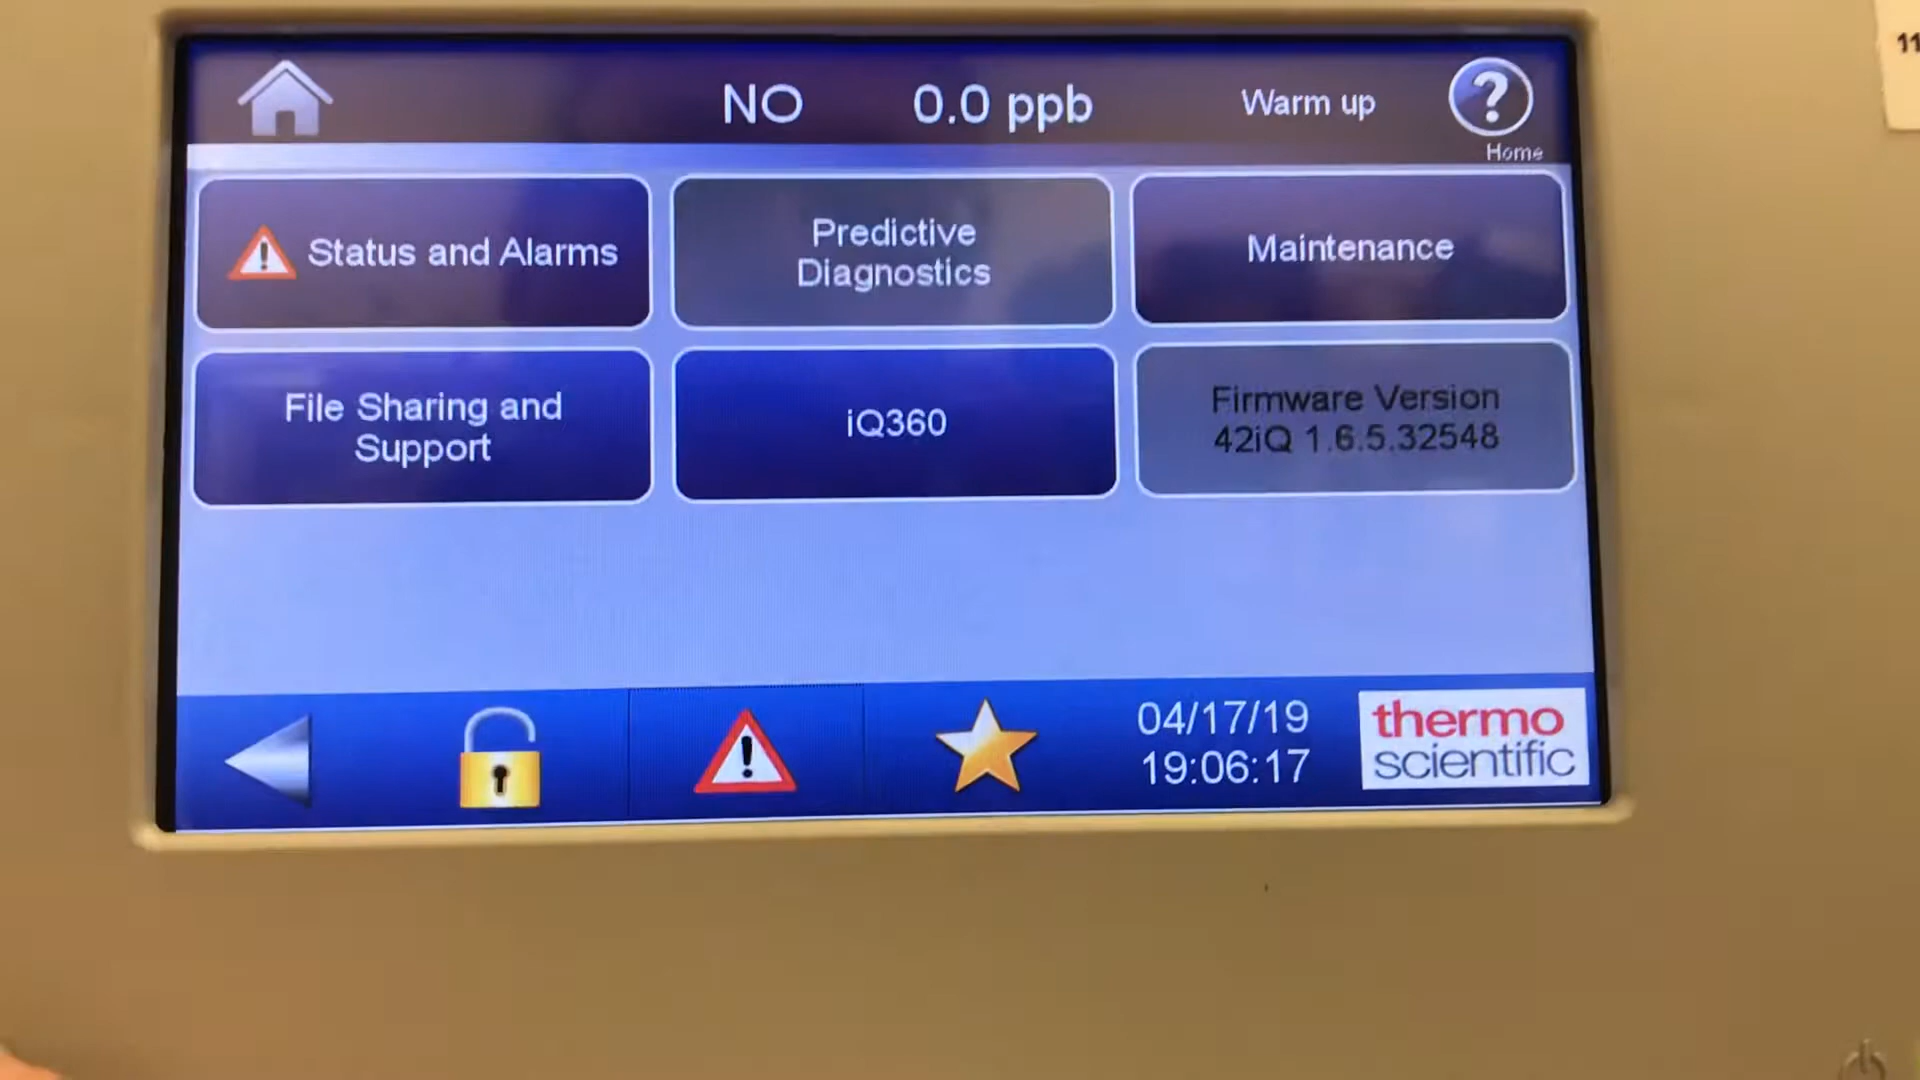 NO 0.0 ppb Warm up ?
Home
Status and Alarms
Predictive
Diagnostics
Maintenance
File Sharing and
Support
iQ360
Firmware Version
42iQ 1.6.5.32548
04/17/19
19:06:17
thermo
scientific
11